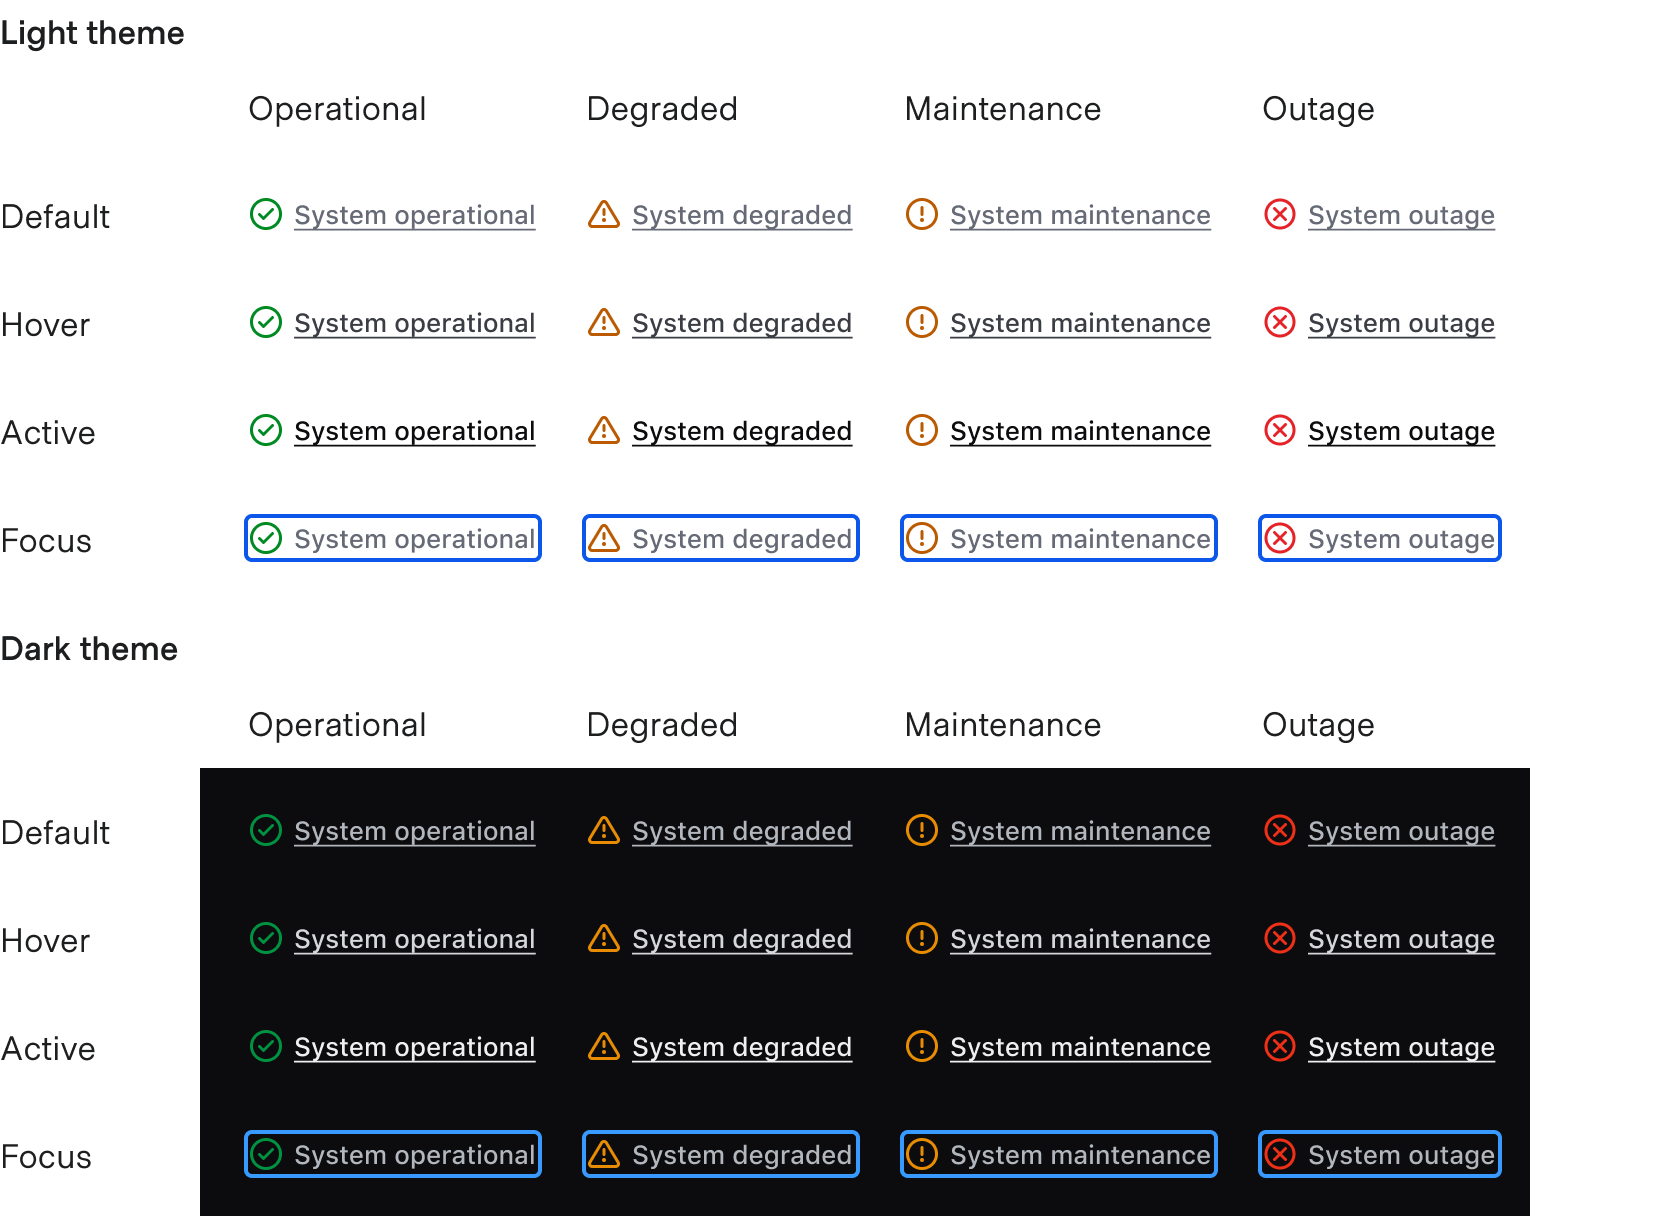 Light theme
Operational Degraded Maintenance Outage
Default System operational System degraded System maintenance System outage
Hover System operational System degraded System maintenance System outage
Active System operational System degraded System maintenance System outage
Focus System operational System degraded System maintenance System outage
Dark theme
Operational Degraded Maintenance Outage
Default System operational System degraded System maintenance System outage
Hover System operational System degraded System maintenance System outage
Active System operational System degraded System maintenance System outage
Focus System operational System degraded System maintenance System outage